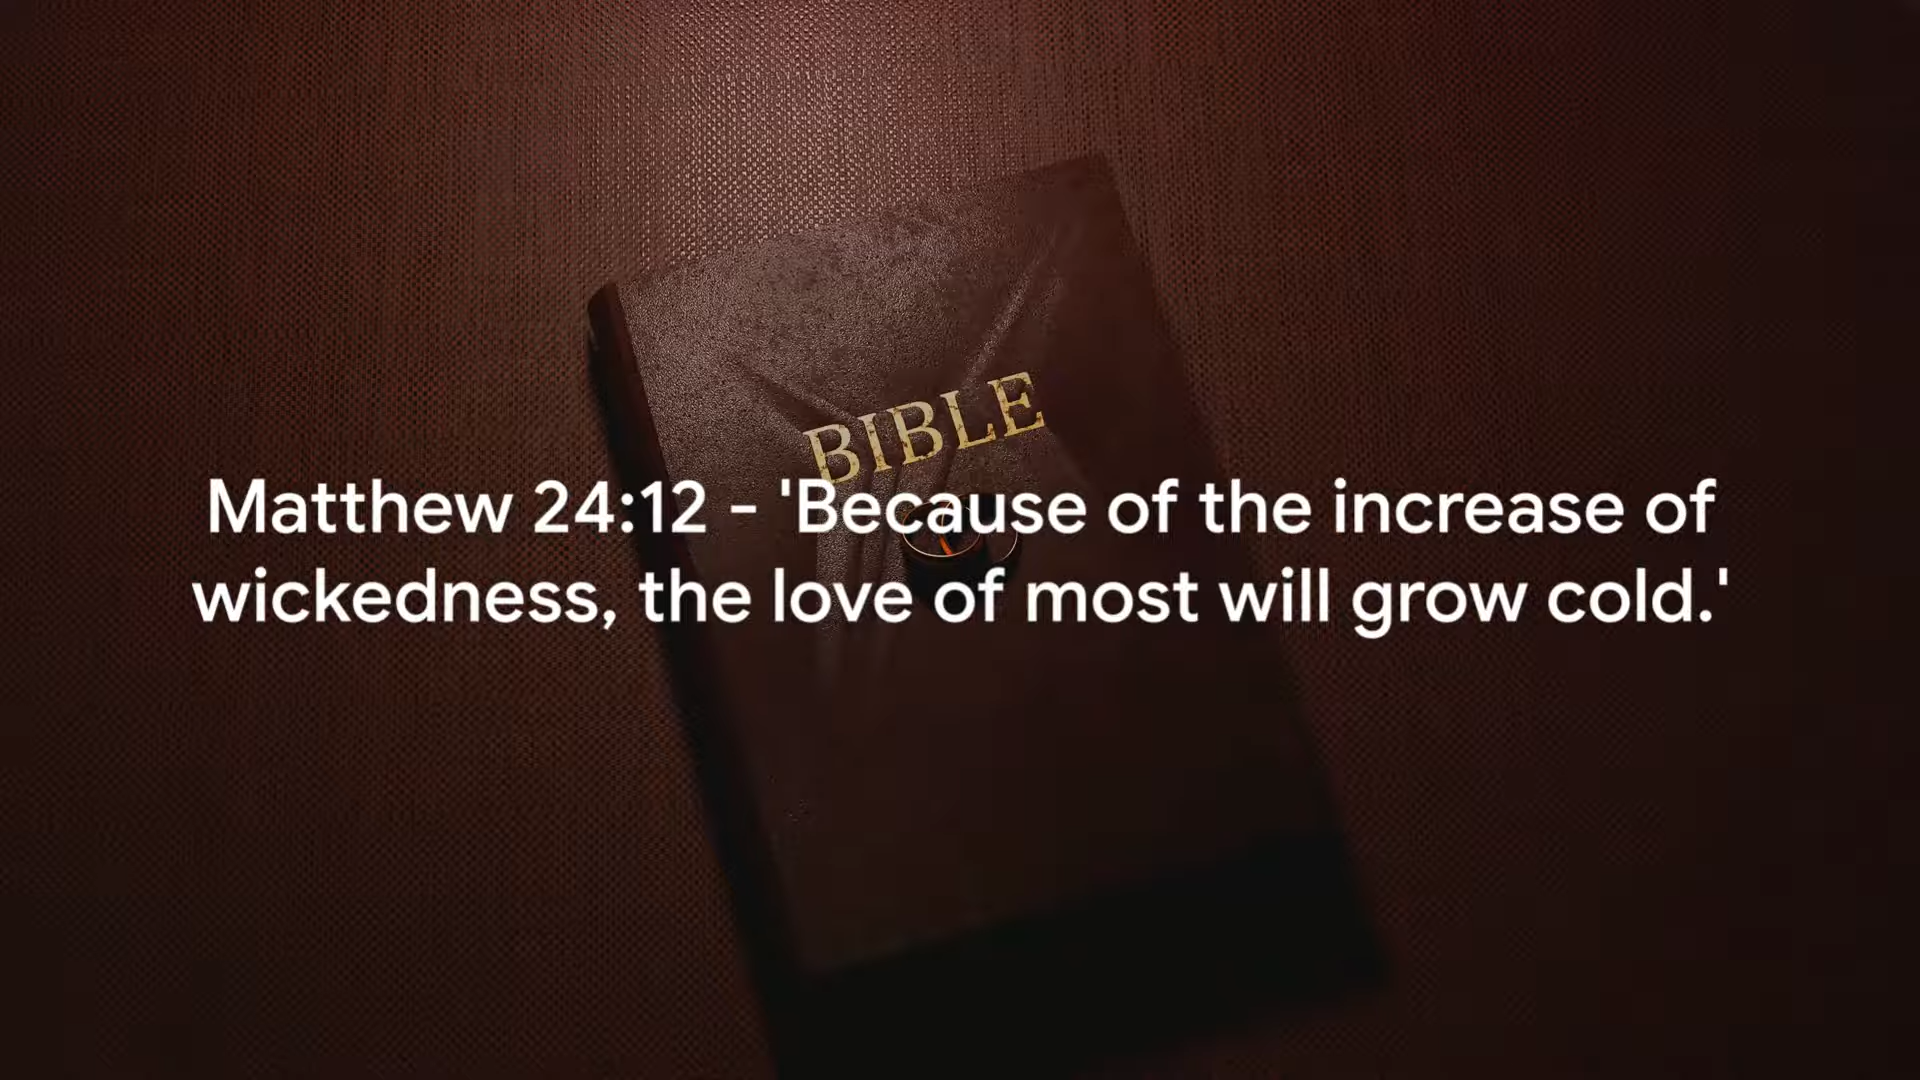 BIBLE
Matthew 24:12 - 'Because of the increase of
wickedness, the love of most will grow cold.'